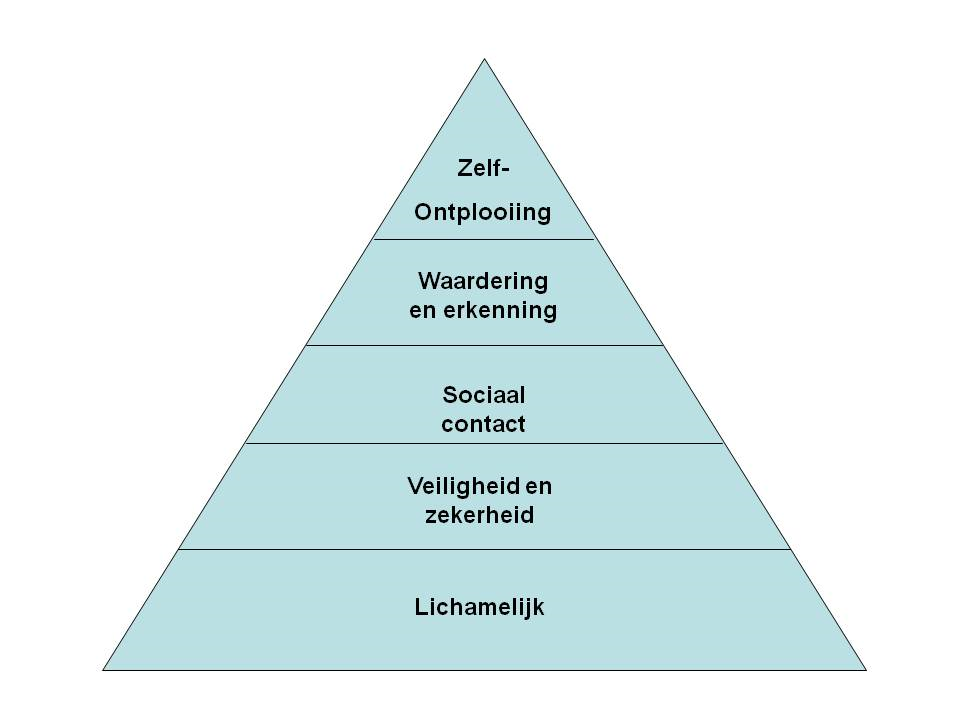 Zelf-
Ontplooiing
Waardering
en erkenning
Sociaal
contact
Veiligheid en
zekerheid
Lichamelijk